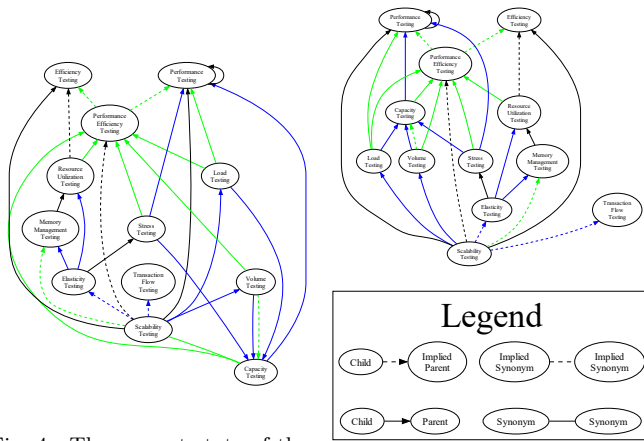 Efficiency
Testing
Performance
Testing
Performance
Efficiency
Testing
Resource
Utilization
Testing
Load
Testing
Memory
Management
Testing
Stress
Testing
Elasticity
Testing
Transaction
Flow
Testing
Volume
Testing
Scalability
Testing
Capacity
Testing
Performance
Testing
Efficiency
Testing
Performance
Efficiency
Testing
Capacity
Testing
Resource
Utilization
Testing
Load
Testing
Volume
Testing
Stress
Testing
Memory
Management
Testing
Elasticity
Testing
Transaction
Flow
Testing
Scalability
Testing
Legend
Child
Implied
Parent
Implied
Synonym
Implied
Synonym
Child
Parent
Synonym
Synonym